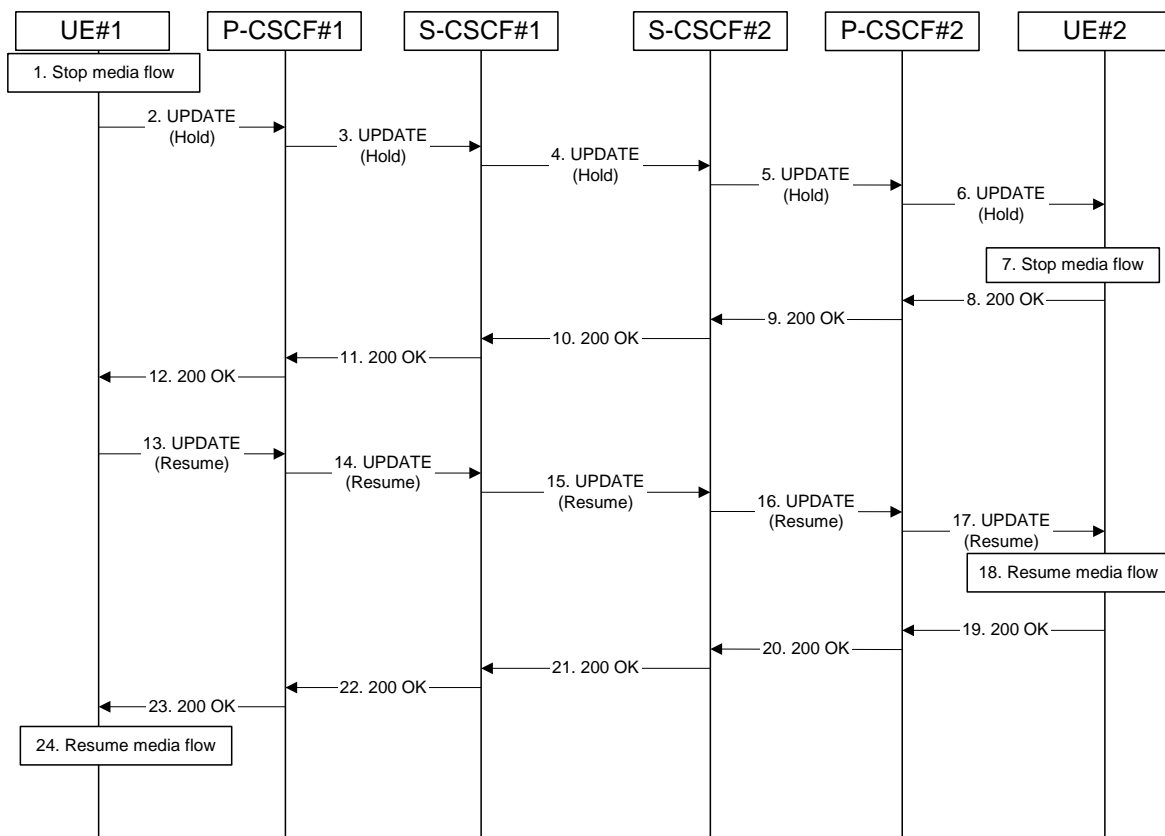 UE#1
P-CSCF#1
S-CSCF#1
S-CSCF#2
P-CSCF#2
UE#2
1. Stop media flow
2. UPDATE
(Hold)
3. UPDATE
(Hold)
4. UPDATE
(Hold)
5. UPDATE
(Hold)
6. UPDATE
(Hold)
7. Stop media flow
8. 200 OK
9. 200 OK
10. 200 OK
11. 200 OK
12. 200 OK
13. UPDATE
(Resume)
14. UPDATE
(Resume)
15. UPDATE
(Resume)
16. UPDATE
(Resume)
17. UPDATE
(Resume)
18. Resume media flow
19. 200 OK
20. 200 OK
21. 200 OK
22. 200 OK
23. 200 OK
24. Resume media flow